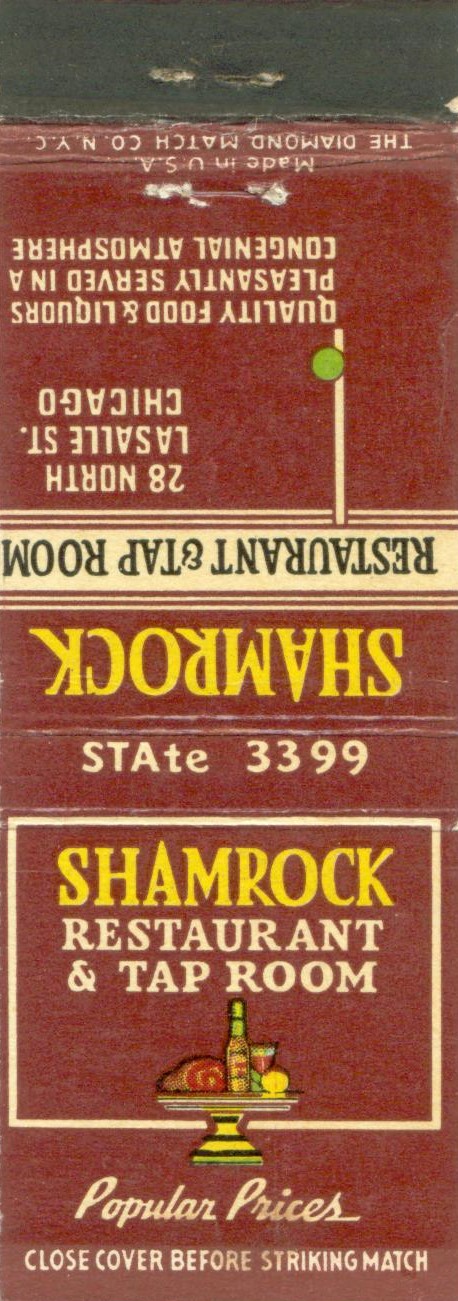 THE DIAMOND MATCH CO. N.Y.C.
Made in U.S.A.
SHAMROCK
RESTAURANT & TAP ROOM
28 NORTH
LASALLE ST.
CHICAGO
QUALITY FOOD & LIQUORS
PLEASANTLY SERVED IN A
CONGENIAL ATMOSPHERE
STAte 3399
SHAMROCK
RESTAURANT
& TAP ROOM
Popular Prices
CLOSE COVER BEFORE STRIKING MATCH